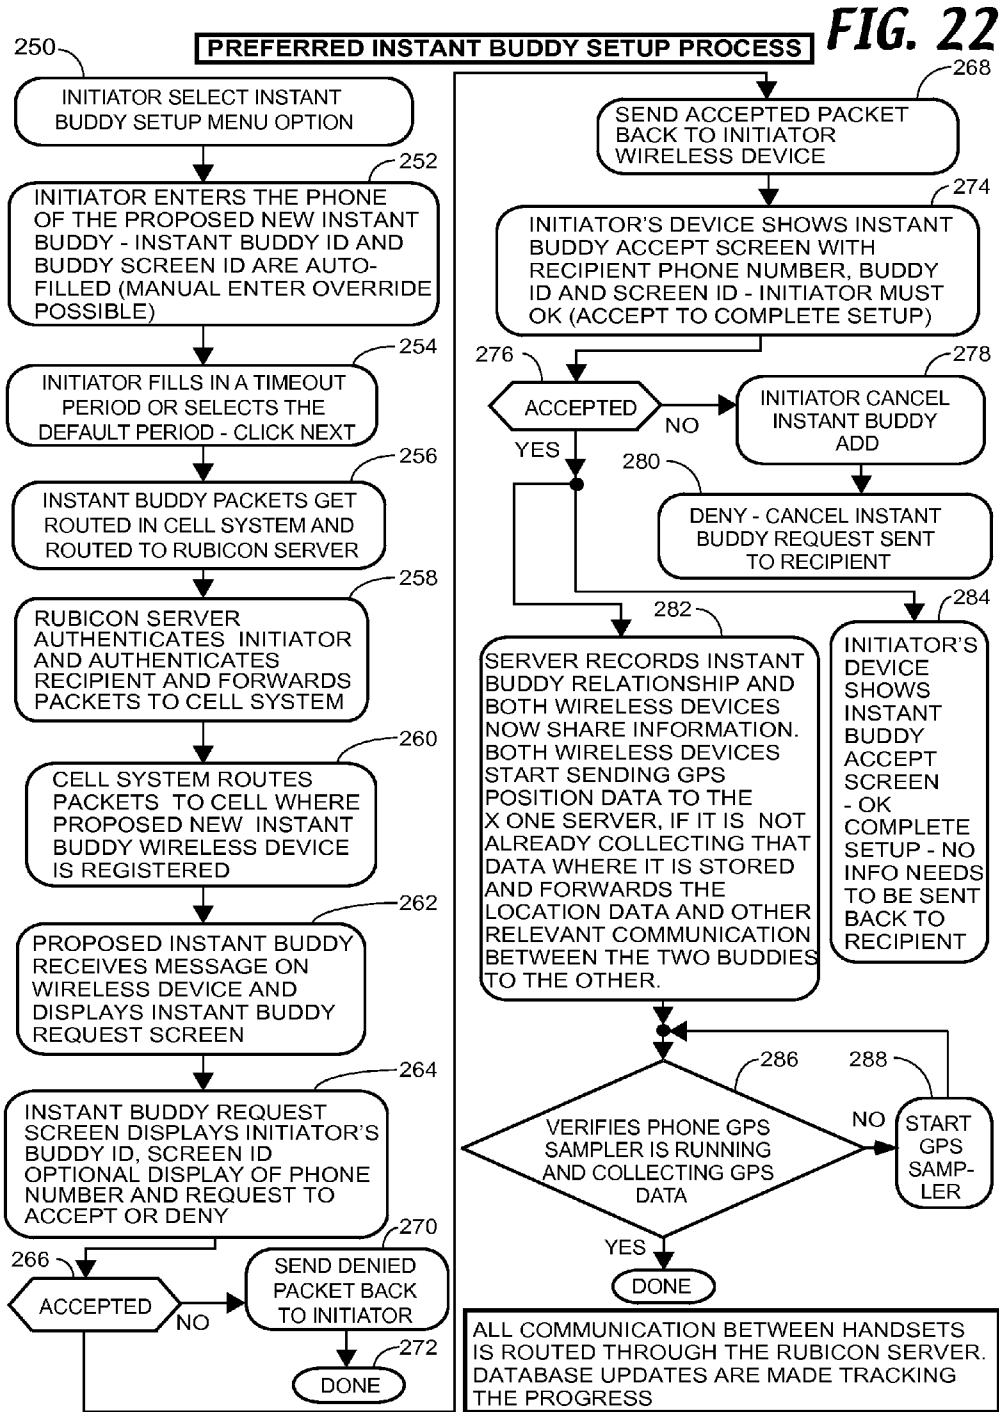 FIG. 22
PREFERRED INSTANT BUDDY SETUP PROCESS
250
INITIATOR SELECT INSTANT
BUDDY SETUP MENU OPTION
252
INITIATOR ENTERS THE PHONE
OF THE PROPOSED NEW INSTANT
BUDDY - INSTANT BUDDY ID AND
BUDDY SCREEN ID ARE AUTO-
FILLED (MANUAL ENTER OVERRIDE
POSSIBLE)
254
INITIATOR FILLS IN A TIMEOUT
PERIOD OR SELECTS THE
DEFAULT PERIOD - CLICK NEXT
256
INSTANT BUDDY PACKETS GET
ROUTED IN CELL SYSTEM AND
ROUTED TO RUBICON SERVER
258
RUBICON SERVER
AUTHENTICATES INITIATOR
AND AUTHENTICATES
RECIPIENT AND FORWARDS
PACKETS TO CELL SYSTEM
260
CELL SYSTEM ROUTES
PACKETS TO CELL WHERE
PROPOSED NEW INSTANT
BUDDY WIRELESS DEVICE
IS REGISTERED
262
PROPOSED INSTANT BUDDY
RECEIVES MESSAGE ON
WIRELESS DEVICE AND
DISPLAYS INSTANT BUDDY
REQUEST SCREEN
264
INSTANT BUDDY REQUEST
SCREEN DISPLAYS INITIATOR'S
BUDDY ID, SCREEN ID
OPTIONAL DISPLAY OF PHONE
NUMBER AND REQUEST TO
ACCEPT OR DENY
266
ACCEPTED
NO
270
SEND DENIED
PACKET BACK
TO INITIATOR
272
DONE
268
SEND ACCEPTED PACKET
BACK TO INITIATOR
WIRELESS DEVICE
274
INITIATOR'S DEVICE SHOWS INSTANT
BUDDY ACCEPT SCREEN WITH
RECIPIENT PHONE NUMBER, BUDDY
ID AND SCREEN ID - INITIATOR MUST
OK (ACCEPT TO COMPLETE SETUP)
276
ACCEPTED
NO
YES
278
INITIATOR CANCEL
INSTANT BUDDY
ADD
280
DENY - CANCEL INSTANT
BUDDY REQUEST SENT
TO RECIPIENT
282
SERVER RECORDS INSTANT
BUDDY RELATIONSHIP AND
BOTH WIRELESS DEVICES
NOW SHARE INFORMATION.
BOTH WIRELESS DEVICES
START SENDING GPS
POSITION DATA TO THE
X ONE SERVER, IF IT IS NOT
ALREADY COLLECTING THAT
DATA WHERE IT IS STORED
AND FORWARDS THE
LOCATION DATA AND OTHER
RELEVANT COMMUNICATION
BETWEEN THE TWO BUDDIES
TO THE OTHER.
284
INITIATOR'S
DEVICE
SHOWS
INSTANT
BUDDY
ACCEPT
SCREEN
- OK
COMPLETE
SETUP - NO
INFO NEEDS
TO BE SENT
BACK TO
RECIPIENT
286
VERIFIES PHONE GPS
SAMPLER IS RUNNING
AND COLLECTING GPS
DATA
NO
288
START
GPS
SAMP-
LER
YES
DONE
ALL COMMUNICATION BETWEEN HANDSETS
IS ROUTED THROUGH THE RUBICON SERVER.
DATABASE UPDATES ARE MADE TRACKING
THE PROGRESS